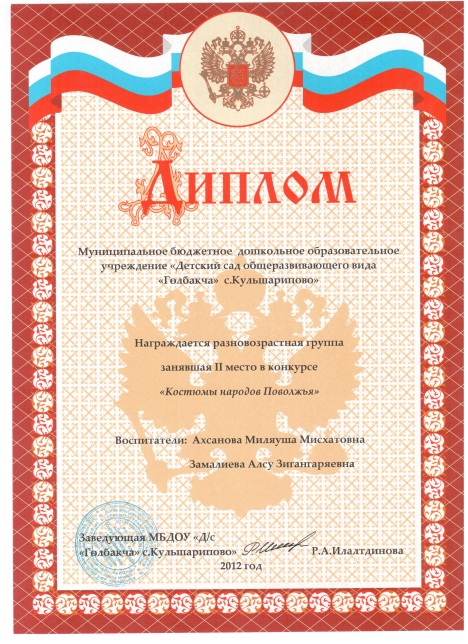 Диплом
Муниципальное бюджетное дошкольное образовательное
учреждение «Детский сад общеразвивающего вида
«Гөлбакча» с.Кульшарипово»
Награждается разновозрастная группа
занявшая II место в конкурсе
«Костюмы народов Поволжья»
Воспитатели: Ахсанова Миляуша Мисхатовна
Замалиева Алсу Зигангаряевна
Заведующая МБДОУ «Д/с
«Гөлбакча» с.Кульшарипово» Р.А.Илалтдинова
2012 год